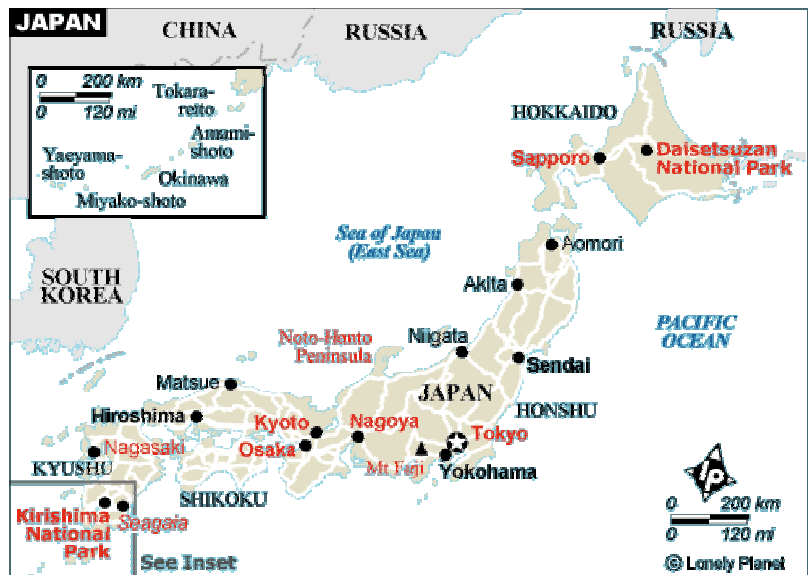 JAPAN
CHINA
RUSSIA
RUSSIA
0 200 km
0 120 mi
Tokara-
retto
Amami-
shoto
Yaeyama-
shoto
Okinawa
Miyako-shoto
HOKKAIDO
Sapporo
Daisetsuzan
National Park
Sea of Japan
(East Sea)
Aomori
SOUTH
KOREA
Akita
PACIFIC
OCEAN
Noto-Hanto
Peninsula
Niigata
Sendai
Matsue
JAPAN
HONSHU
Hiroshima
Kyoto
Nagoya
Tokyo
Nagasaki
Osaka
Mt Fuji
Yokohama
KYUSHU
SHIKOKU
Kirishima
National
Park
Seagaia
See Inset
lp
0 200 km
0 120 mi
© Lonely Planet